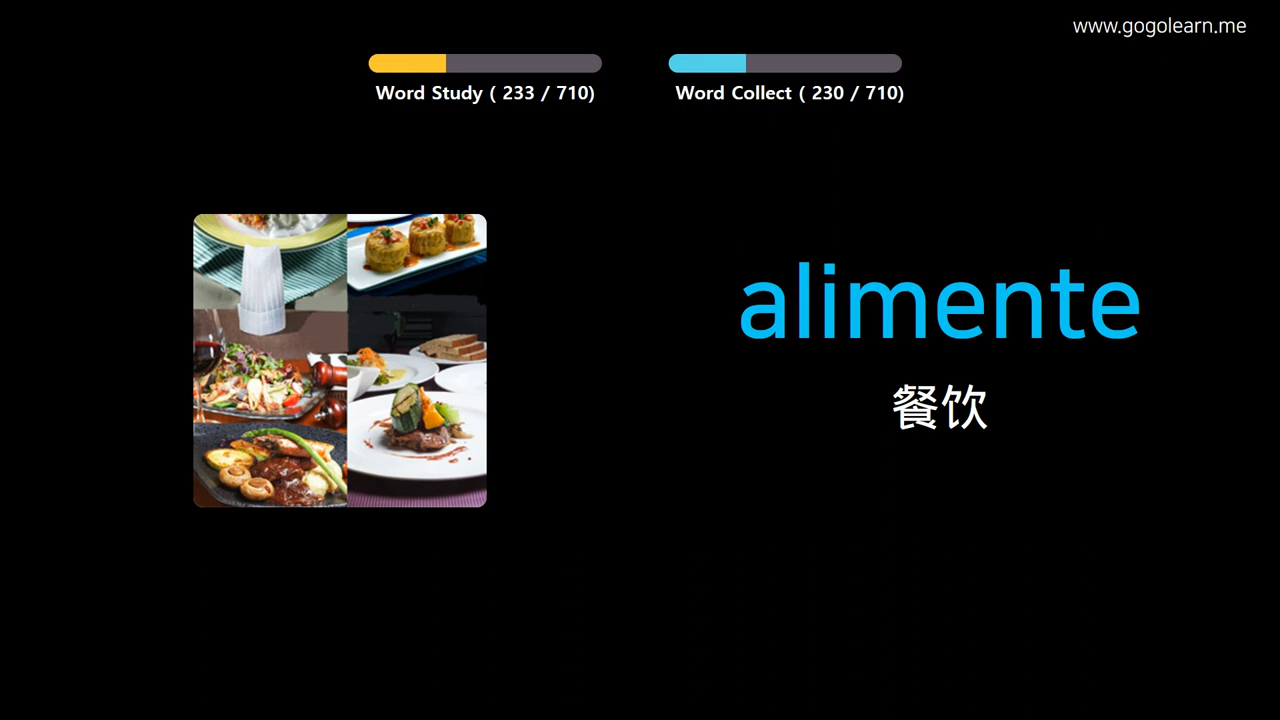 www.gogolearn.me
Word Study ( 233 / 710)
Word Collect ( 230 / 710)
alimente
餐饮